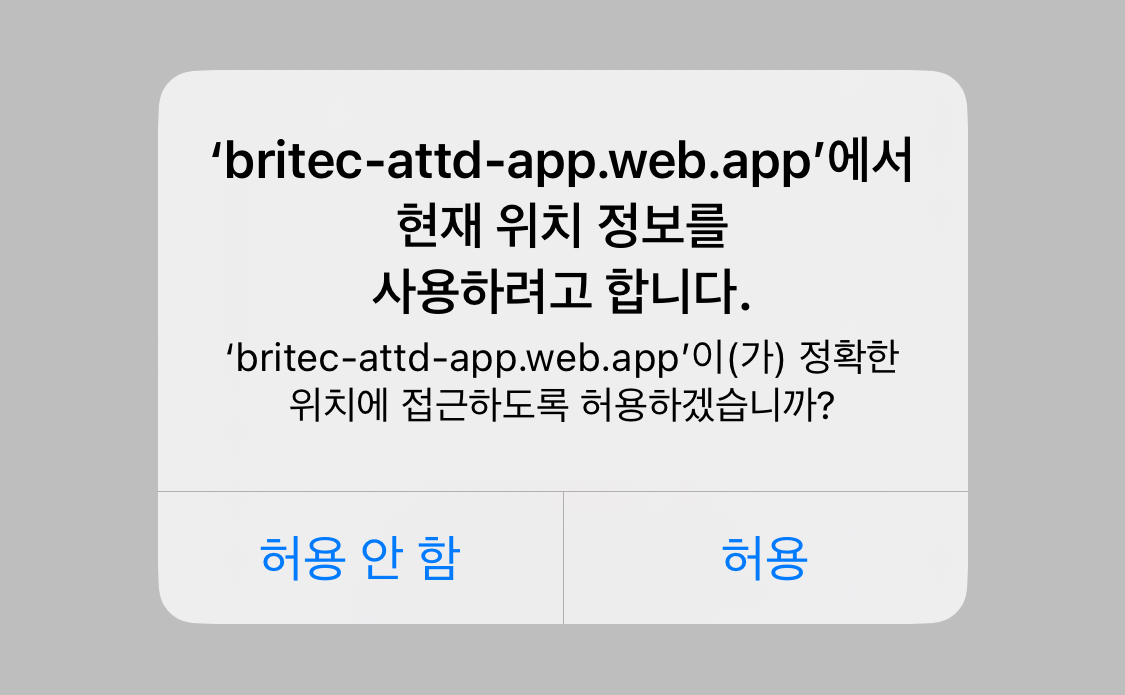 ‘britec-attd-app.web.app’에서
현재 위치 정보를
사용하려고 합니다.
‘britec-attd-app.web.app’이(가) 정확한
위치에 접근하도록 허용하겠습니까?
허용 안 함
허용